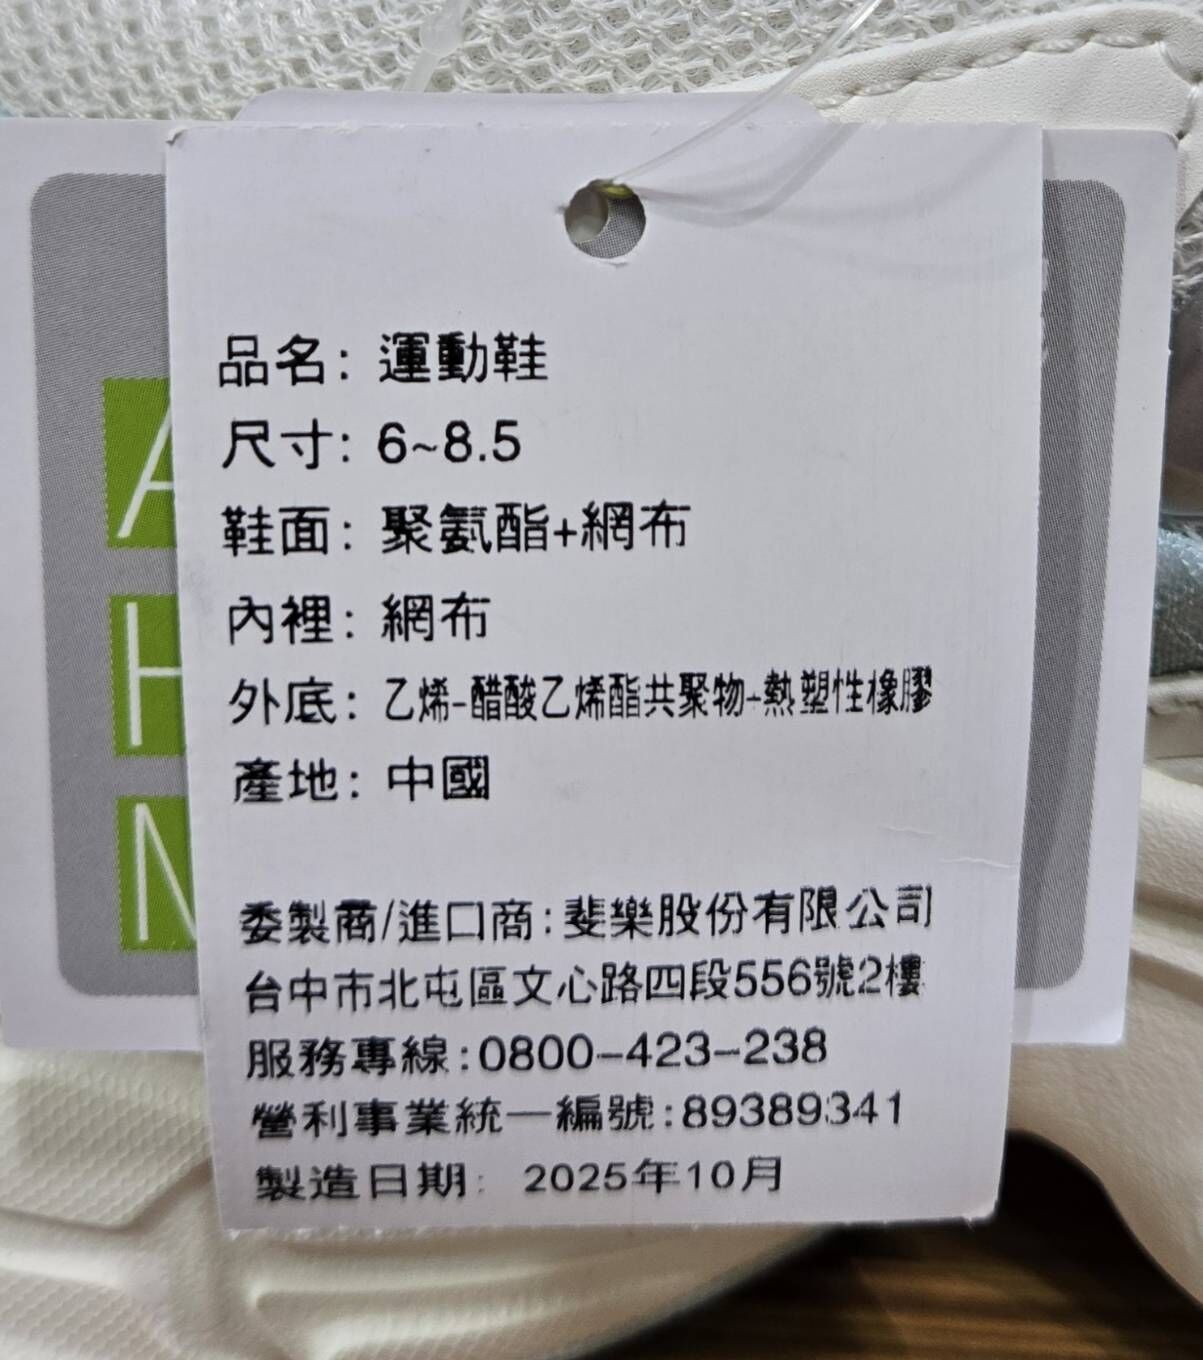 品名: 運動鞋
尺寸: 6~8.5
鞋面: 聚氨酯+網布
內裡: 網布
外底: 乙烯-醋酸乙烯酯共聚物+熱塑性橡膠
產地: 中國
委製商/進口商:斐樂股份有限公司
台中市北屯區文心路四段556號2樓
服務專線:0800-423-238
營利事業統一編號:89389341
製造日期: 2025年10月
A
H
N